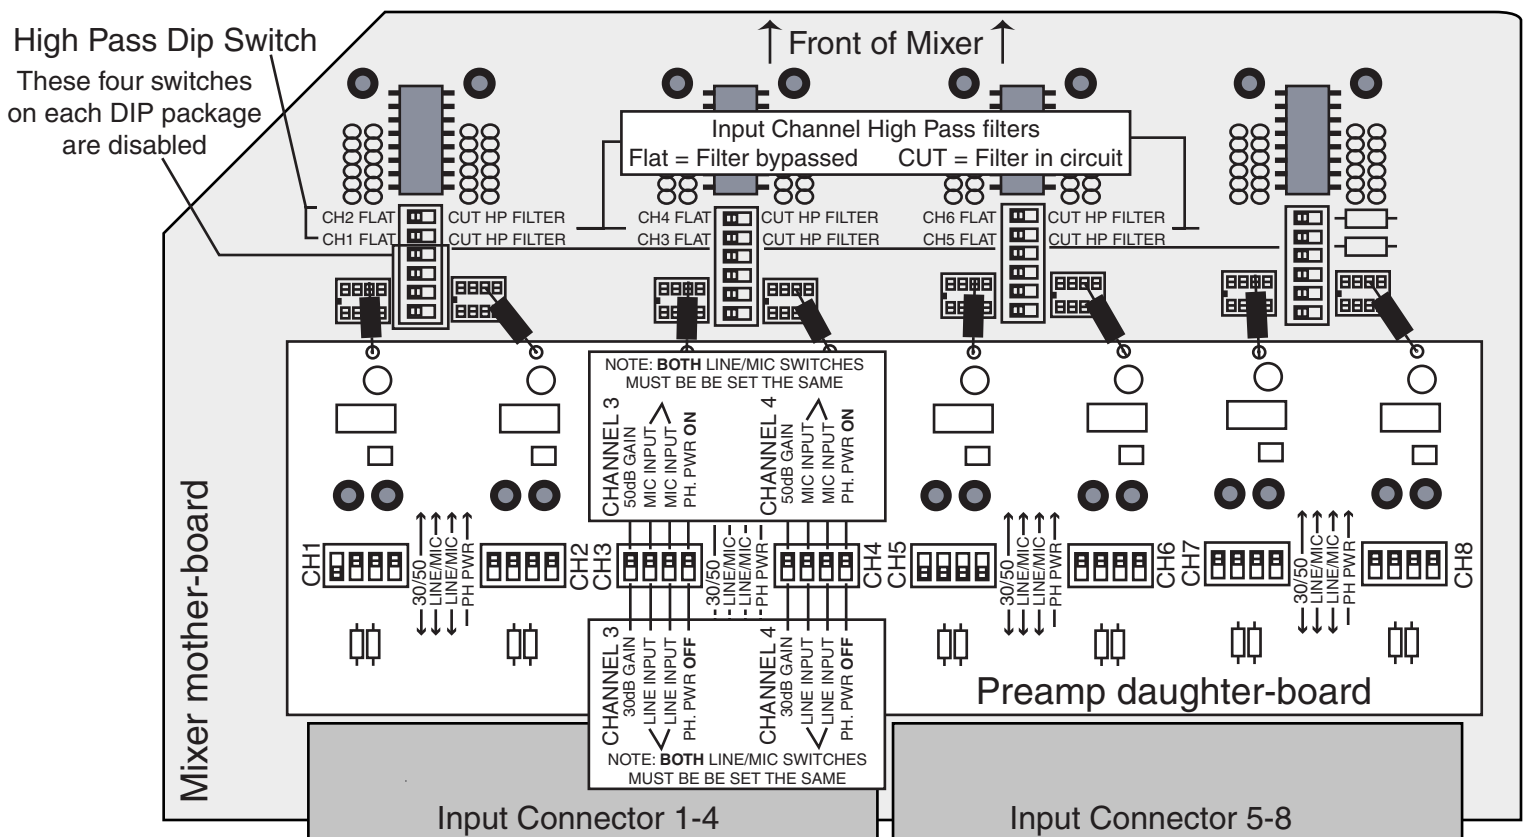 High Pass Dip Switch
These four switches
on each DIP package
are disabled
Front of Mixer
Input Channel High Pass filters
Flat = Filter bypassed CUT = Filter in circuit
CH2 FLAT CUT HP FILTER
CH1 FLAT CUT HP FILTER
CH4 FLAT CUT HP FILTER
CH3 FLAT CUT HP FILTER
CH6 FLAT CUT HP FILTER
CH5 FLAT CUT HP FILTER
Mixer mother-board
NOTE: BOTH LINE/MIC SWITCHES
MUST BE BE SET THE SAME
CHANNEL 3
50dB GAIN
MIC INPUT
MIC INPUT
PH. PWR ON
CHANNEL 4
50dB GAIN
MIC INPUT
MIC INPUT
PH. PWR ON
CH1
30/50
LINE/MIC
LINE/MIC
PH PWR
CH2
CH3
30/50
LINE/MIC
LINE/MIC
PH PWR
CH4
CH5
30/50
LINE/MIC
LINE/MIC
PH PWR
CH6
CH7
30/50
LINE/MIC
LINE/MIC
PH PWR
CH8
CHANNEL 3
30dB GAIN
LINE INPUT
LINE INPUT
PH. PWR OFF
CHANNEL 4
30dB GAIN
LINE INPUT
LINE INPUT
PH. PWR OFF
NOTE: BOTH LINE/MIC SWITCHES
MUST BE BE SET THE SAME
Preamp daughter-board
Input Connector 1-4
Input Connector 5-8